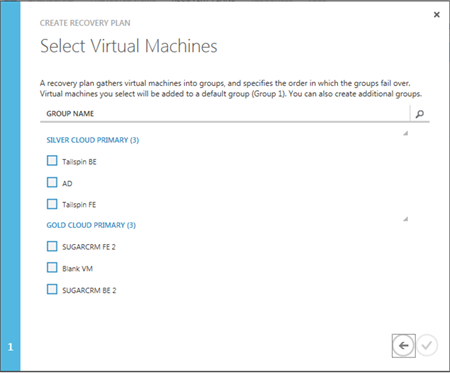 CREATE RECOVERY PLAN
Select Virtual Machines
A recovery plan gathers virtual machines into groups, and specifies the order in which the groups fail over.
Virtual machines you select will be added to a default group (Group 1). You can also create additional groups.
GROUP NAME
SILVER CLOUD PRIMARY (3)
Tailspin BE
AD
Tailspin FE
GOLD CLOUD PRIMARY (3)
SUGARCRM FE 2
Blank VM
SUGARCRM BE 2
1